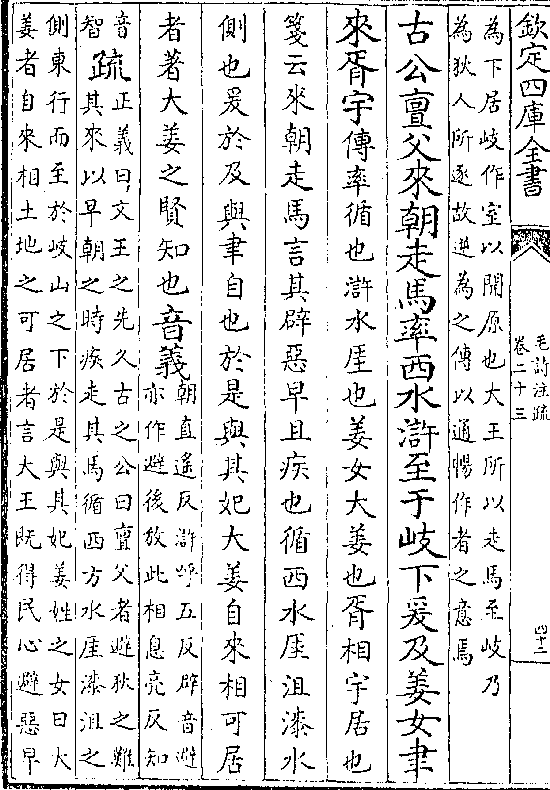 欽定四庫全書
毛詩注疏
卷二十三
四十二
為下居岐作室以開原也大王所以走馬至岐乃
為狄人所逐故進為之傳以通暢作者之意焉
古公亶父來朝走馬率西水滸至于岐下爰及姜女聿
來胥宇傳率循也滸水厓也姜女大姜也胥相宇居也
箋云來朝走馬言其辟惡早且疾也循西水厓沮漆水
側也爰於及與聿自也於是與其妃大姜自來相可居
者著大姜之賢知也音義
朝直遙反滸呼五反辟音避
亦作避後放此相息亮反知
音
智
疏
正義曰文王之先久古之公曰亶父者避狄之難
其來以早朝之時疾走其馬循西方水厓漆沮之
側東行而至於岐山之下於是與其妃姜姓之女曰大
姜者自來相土地之可居者言大王既得民心避惡早